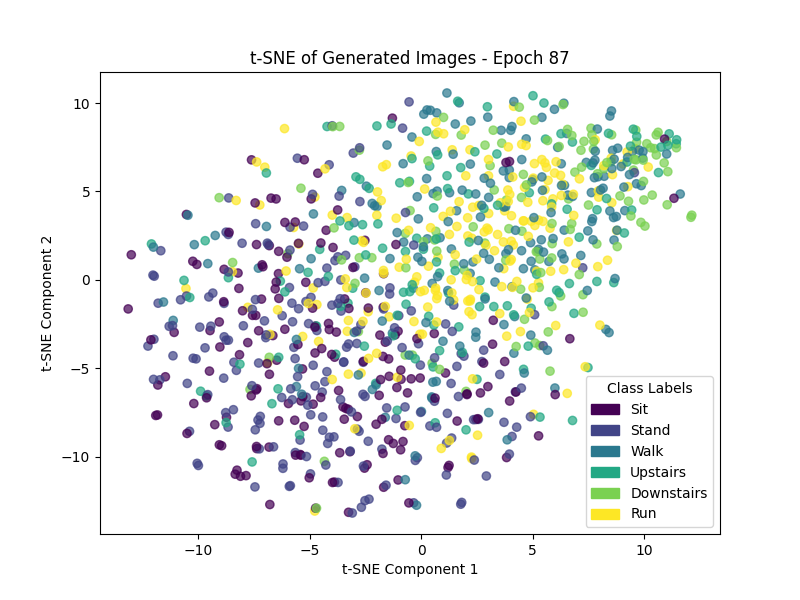 t-SNE of Generated Images - Epoch 87
t-SNE Component 2
10
5
0
−5
−10
−10
−5
0
5
10
t-SNE Component 1
Class Labels
Sit
Stand
Walk
Upstairs
Downstairs
Run